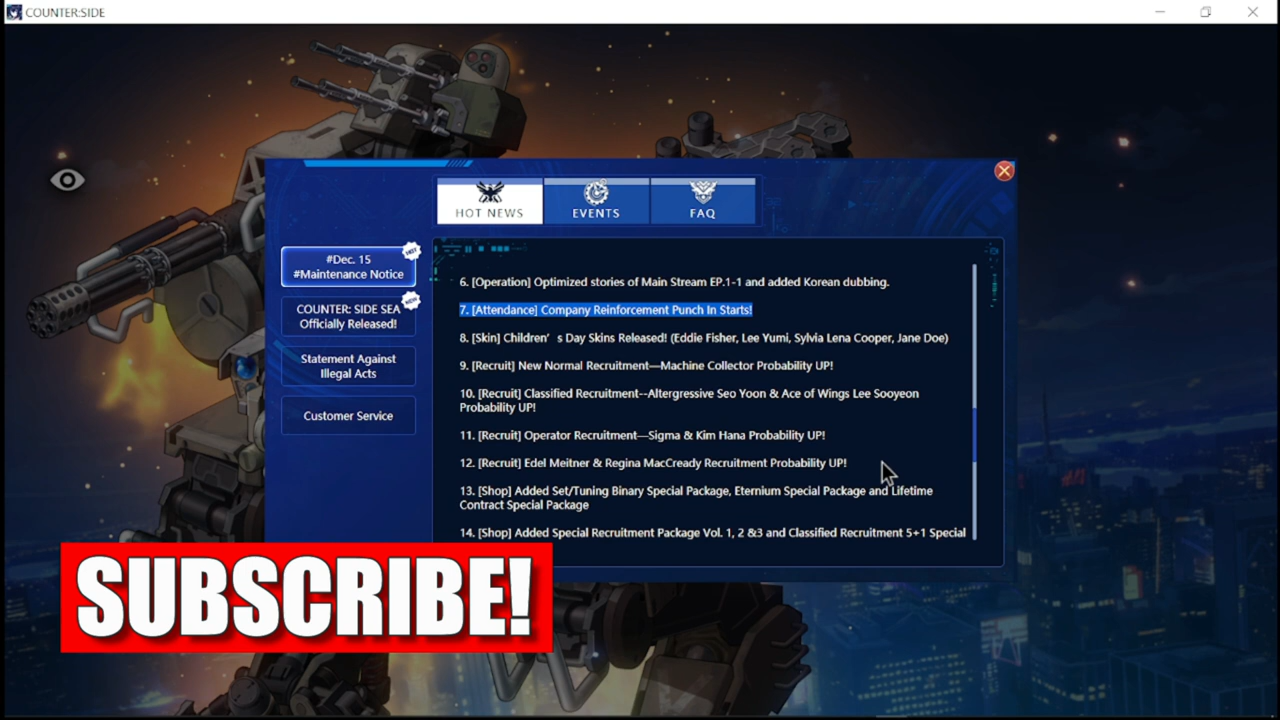 COUNTER:SIDE
HOT NEWS
EVENTS
FAQ
#Dec. 15
#Maintenance Notice
HOT
COUNTER: SIDE SEA
Officially Released!
NEW
Statement Against
Illegal Acts
Customer Service
6. [Operation] Optimized stories of Main Stream EP.1-1 and added Korean dubbing.
7. [Attendance] Company Reinforcement Punch In Starts!
8. [Skin] Children’ s Day Skins Released! (Eddie Fisher, Lee Yumi, Sylvia Lena Cooper, Jane Doe)
9. [Recruit] New Normal Recruitment—Machine Collector Probability UP!
10. [Recruit] Classified Recruitment--Altergressive Seo Yoon & Ace of Wings Lee Sooyeon
Probability UP!
11. [Recruit] Operator Recruitment—Sigma & Kim Hana Probability UP!
12. [Recruit] Edel Meitner & Regina MacCready Recruitment Probability UP!
13. [Shop] Added Set/Tuning Binary Special Package, Eternium Special Package and Lifetime
Contract Special Package
14. [Shop] Added Special Recruitment Package Vol. 1, 2 &3 and Classified Recruitment 5+1 Special
SUBSCRIBE!